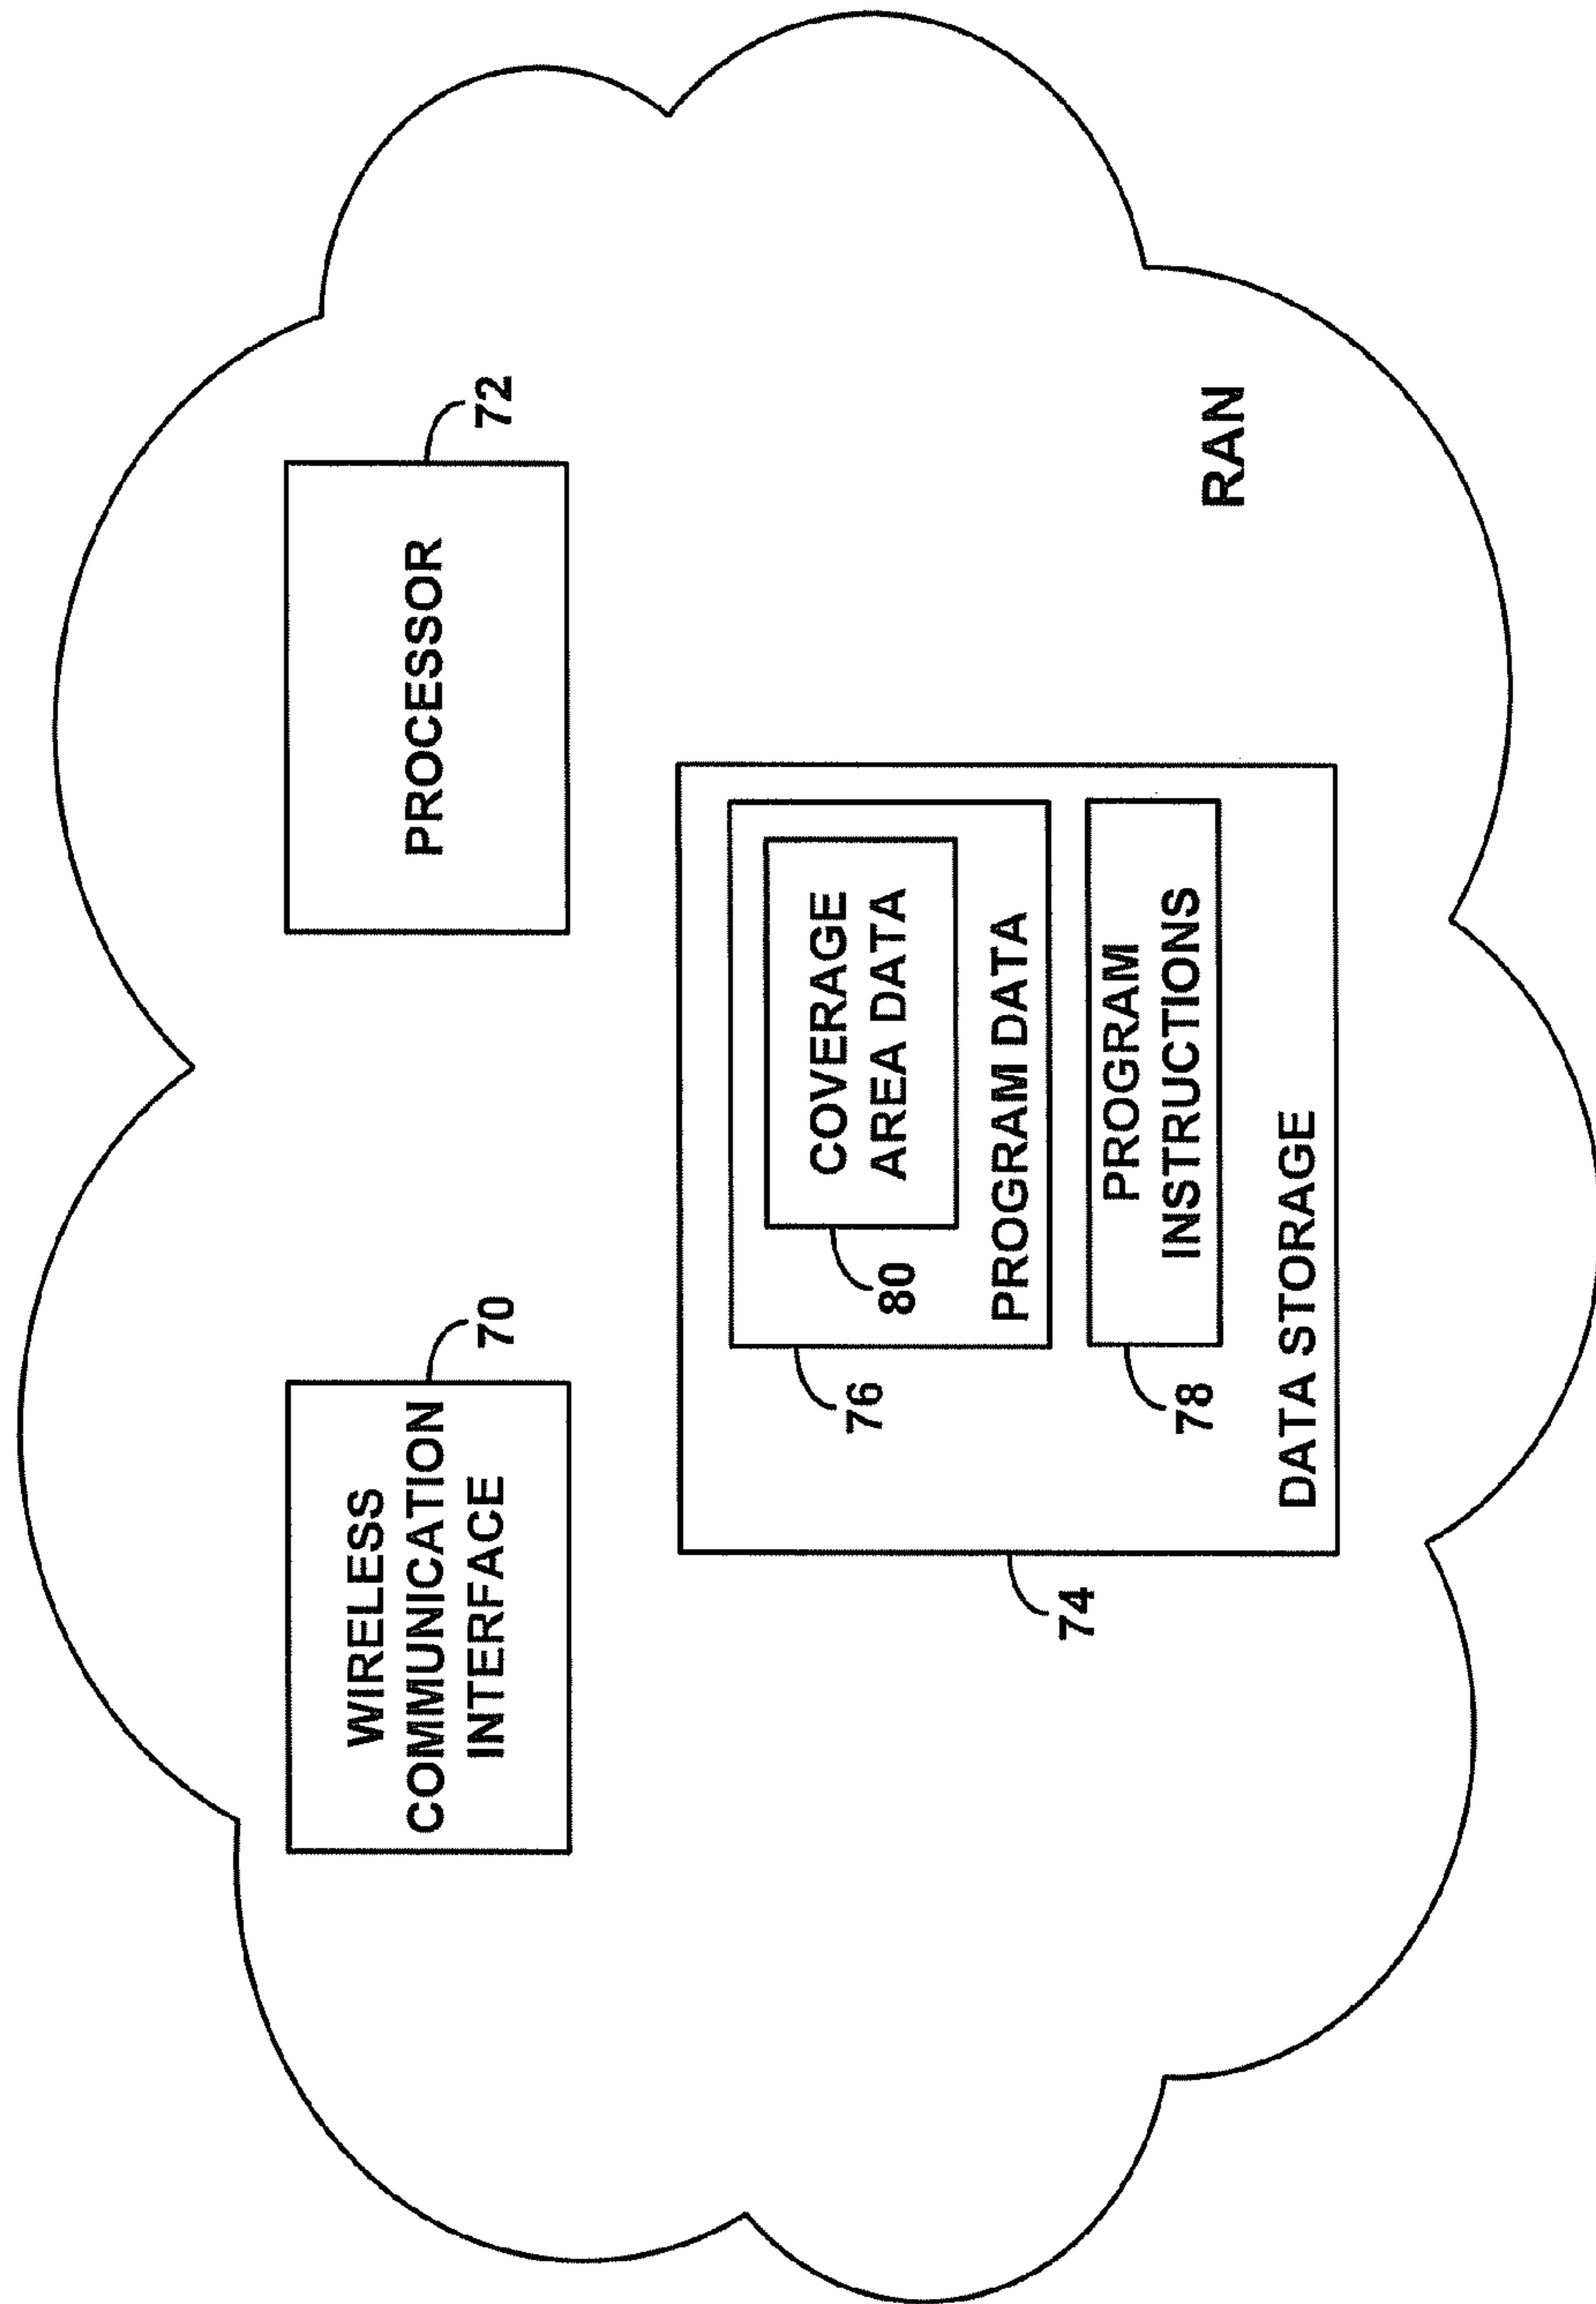 WIRELESS
COMMUNICATION
INTERFACE
70
PROCESSOR
72
74
76
80
COVERAGE
AREA DATA
PROGRAM DATA
78
PROGRAM
INSTRUCTIONS
DATA STORAGE
RAN